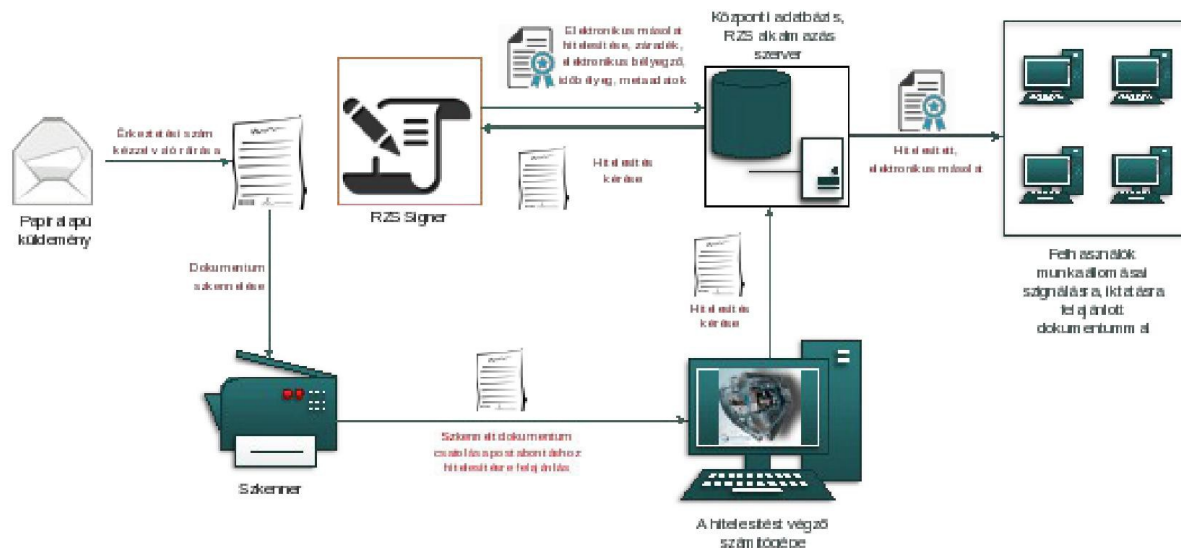 Elektronikus másolat
hitelesítése, záradék,
elektronikus bélyegző,
időbélyeg, metaadatok
Központi adatbázis,
RZS alkalmazás
szerver
Érkeztetési szám
kézzel való ráírása
Papír alapú
küldemény
RZS Signer
Hitelesítés
kérése
Hitelesített,
elektronikus másolat
Felhasználók
munkaállomásai
szignálásra, iktatásra
felajánlott
dokumentummal
Dokumentum
szkennelése
Hitelesítés
kérése
Szkennelt dokumentum
csatolás a postabontáshoz
hitelesítésre felajánlás
Szkenner
A hitelesítést végző
számítógépe